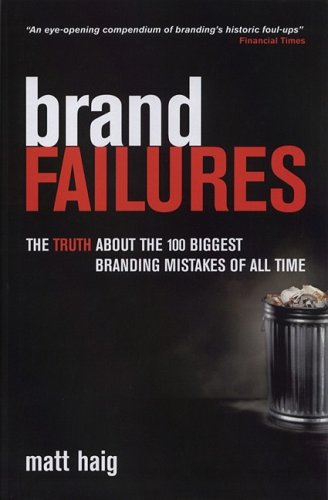 "An eye-opening compendium of branding's historic foul-ups"
Financial Times
brand
FAILURES
THE TRUTH ABOUT THE 100 BIGGEST
BRANDING MISTAKES OF ALL TIME
matt haig